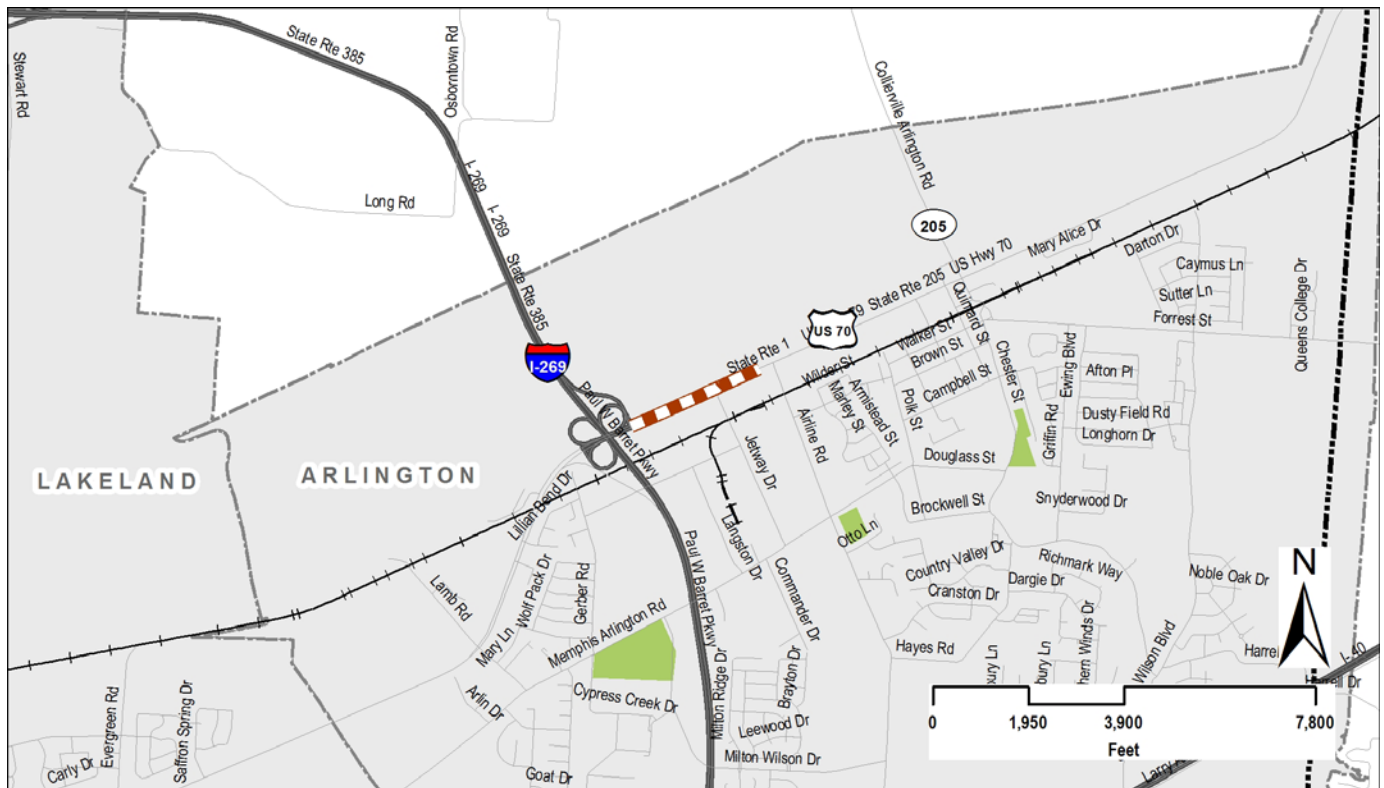 State Rte 385
Stewart Rd
Osborntown Rd
Collierville Arlington Rd
I- 269
I- 269
Long Rd
205
Mary Alice Dr
Darton Dr
Caymus Ln
Sutter Ln
Forrest St
Queens College Dr
State Rte 385
State Rte 205
US Hwy 70
US 70
Quintard St
Walker St
Brown St
Campbell St
Chester St
Ewing Blvd
Afton Pl
I-269
State Rte 1
Wilder St
Paul W Barret Pkwy
Marley St
Armistead St
Polk St
Griffin Rd
Dusty Field Rd
Longhorn Dr
Airline Rd
Jetway Dr
Douglass St
LAKELAND
ARLINGTON
Lillian Bend Dr
Brockwell St
Snyderwood Dr
Langston Dr
Otto Ln
Country Valley Dr
Richmark Way
Paul W Barret Pkwy
Commander Dr
Dargie Dr
Cranston Dr
Noble Oak Dr
N
Lamb Rd
Wolf Pack Dr
Gerber Rd
Mary Ln
Memphis Arlington Rd
Hayes Rd
Wilson Blvd
I- 40
Arlin Dr
Cypress Creek Dr
Milton Ridge Dr
Brayton Dr
Leewood Dr
Evergreen Rd
Saffron Spring Dr
0
1,950
3,900
7,800
Feet
Carly Dr
Goat Dr
Milton Wilson Dr